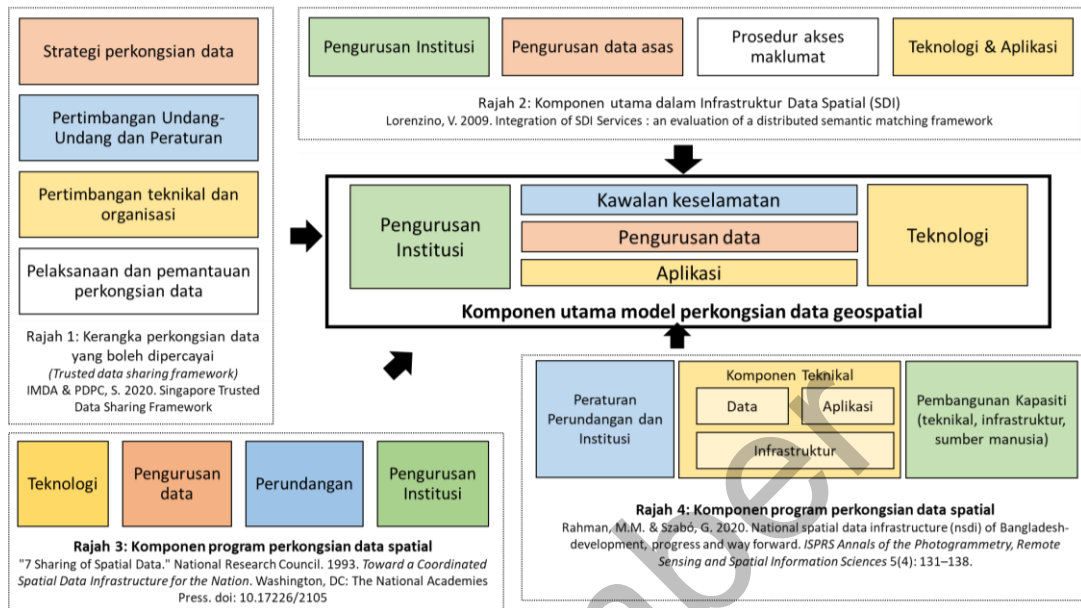 Strategi perkongsian data
Pertimbangan Undang-
Undang dan Peraturan
Pertimbangan teknikal dan
organisasi
Pelaksanaan dan pemantauan
perkongsian data
Rajah 1: Kerangka perkongsian data
yang boleh dipercayai
(Trusted data sharing framework)
IMDA & PDPC, S. 2020. Singapore Trusted
Data Sharing Framework
Pengurusan Institusi
Pengurusan data asas
Prosedur akses
maklumat
Teknologi & Aplikasi
Rajah 2: Komponen utama dalam Infrastruktur Data Spatial (SDI)
Lorenzino, V. 2009. Integration of SDI Services : an evaluation of a distributed semantic matching framework
Pengurusan
Institusi
Kawalan keselamatan
Pengurusan data
Aplikasi
Teknologi
Komponen utama model perkongsian data geospatial
Teknologi
Pengurusan
data
Perundangan
Pengurusan
Institusi
Rajah 3: Komponen program perkongsian data spatial
"7 Sharing of Spatial Data." National Research Council. 1993. Toward a Coordinated
Spatial Data Infrastructure for the Nation. Washington, DC: The National Academies
Press. doi: 10.17226/2105
Peraturan
Perundangan dan
Institusi
Komponen Teknikal
Data
Aplikasi
Infrastruktur
Pembangunan Kapasiti
(teknikal, infrastruktur,
sumber manusia)
Rajah 4: Komponen program perkongsian data spatial
Rahman, M.M. & Szabó, G. 2020. National spatial data infrastructure (nsdi) of Bangladesh-
development, progress and way forward. ISPRS Annals of the Photogrammetry, Remote
Sensing and Spatial Information Sciences 5(4): 131–138.